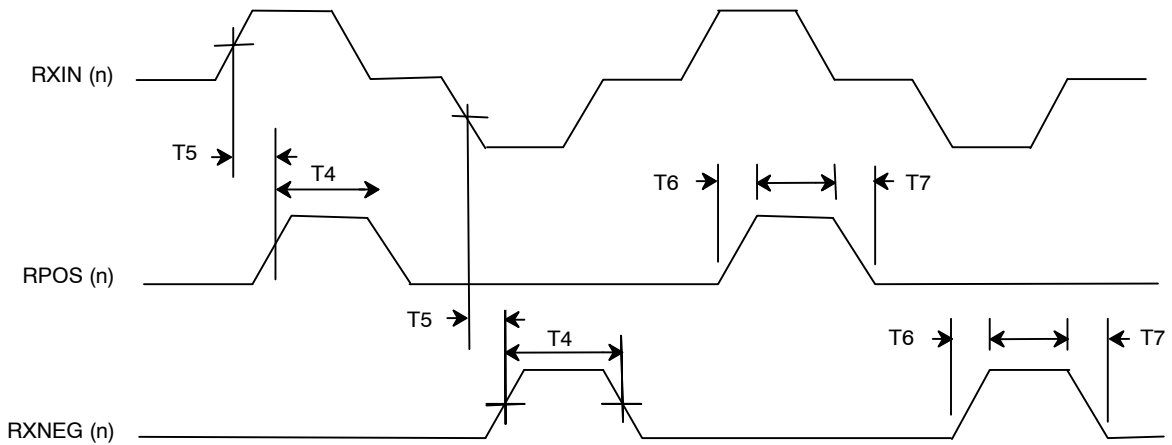 RXIN (n)
T5
T4
T6
T7
RPOS (n)
T5
T4
T6
T7
RXNEG (n)